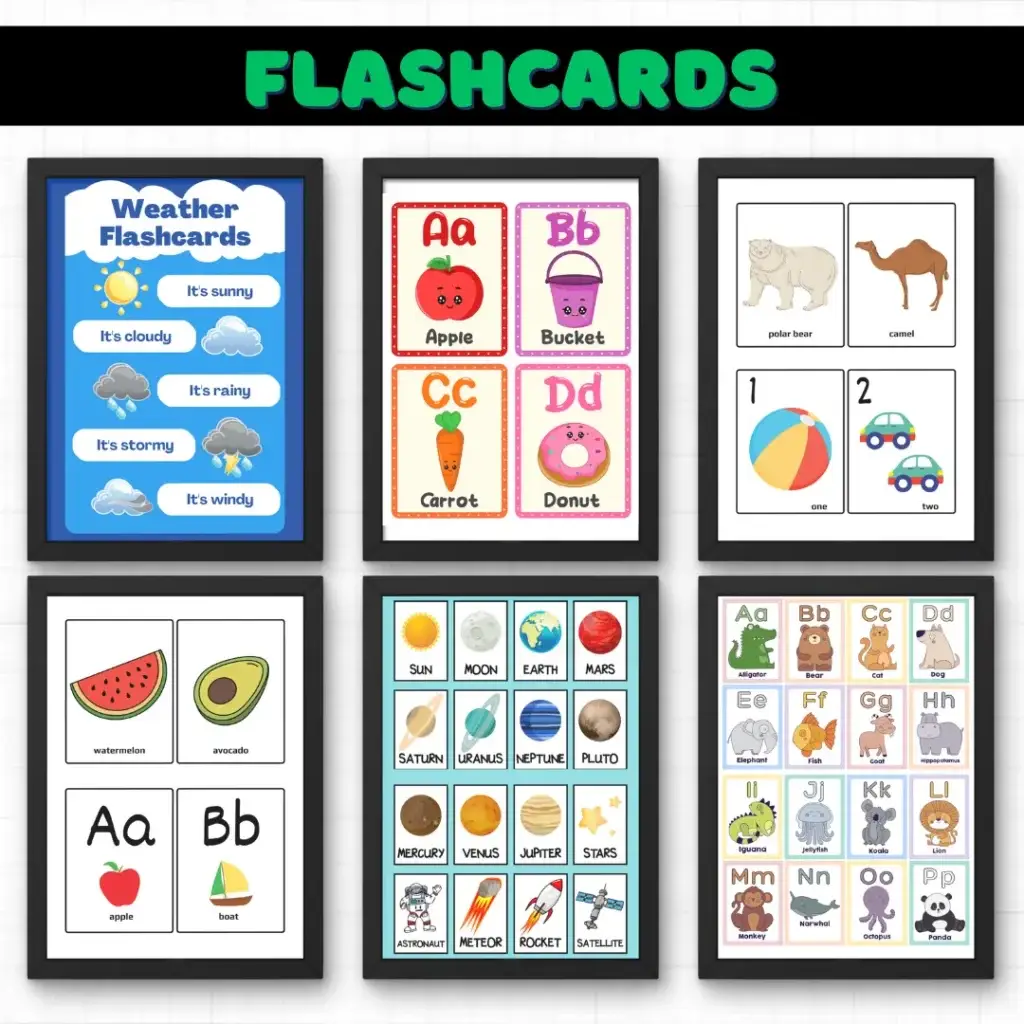 FLASHCARDS
Weather
Flashcards
It's sunny
It's cloudy
It's rainy
It's stormy
It's windy
Aa
Apple
Bb
Bucket
Cc
Carrot
Dd
Donut
polar bear
camel
1
one
2
two
watermelon
avocado
Aa
apple
Bb
boat
SUN
MOON
EARTH
MARS
SATURN
URANUS
NEPTUNE
PLUTO
MERCURY
VENUS
JUPITER
STARS
ASTRONAUT
METEOR
ROCKET
SATELLITE
Aa
Alligator
Bb
Bear
Cc
Cat
Dd
Dog
Ee
Elephant
Ff
Fish
Gg
Goat
Hh
Hippopotamus
Ii
Iguana
Jj
Jellyfish
Kk
Koala
Ll
Lion
Mm
Monkey
Nn
Narwhal
Oo
Octopus
Pp
Panda